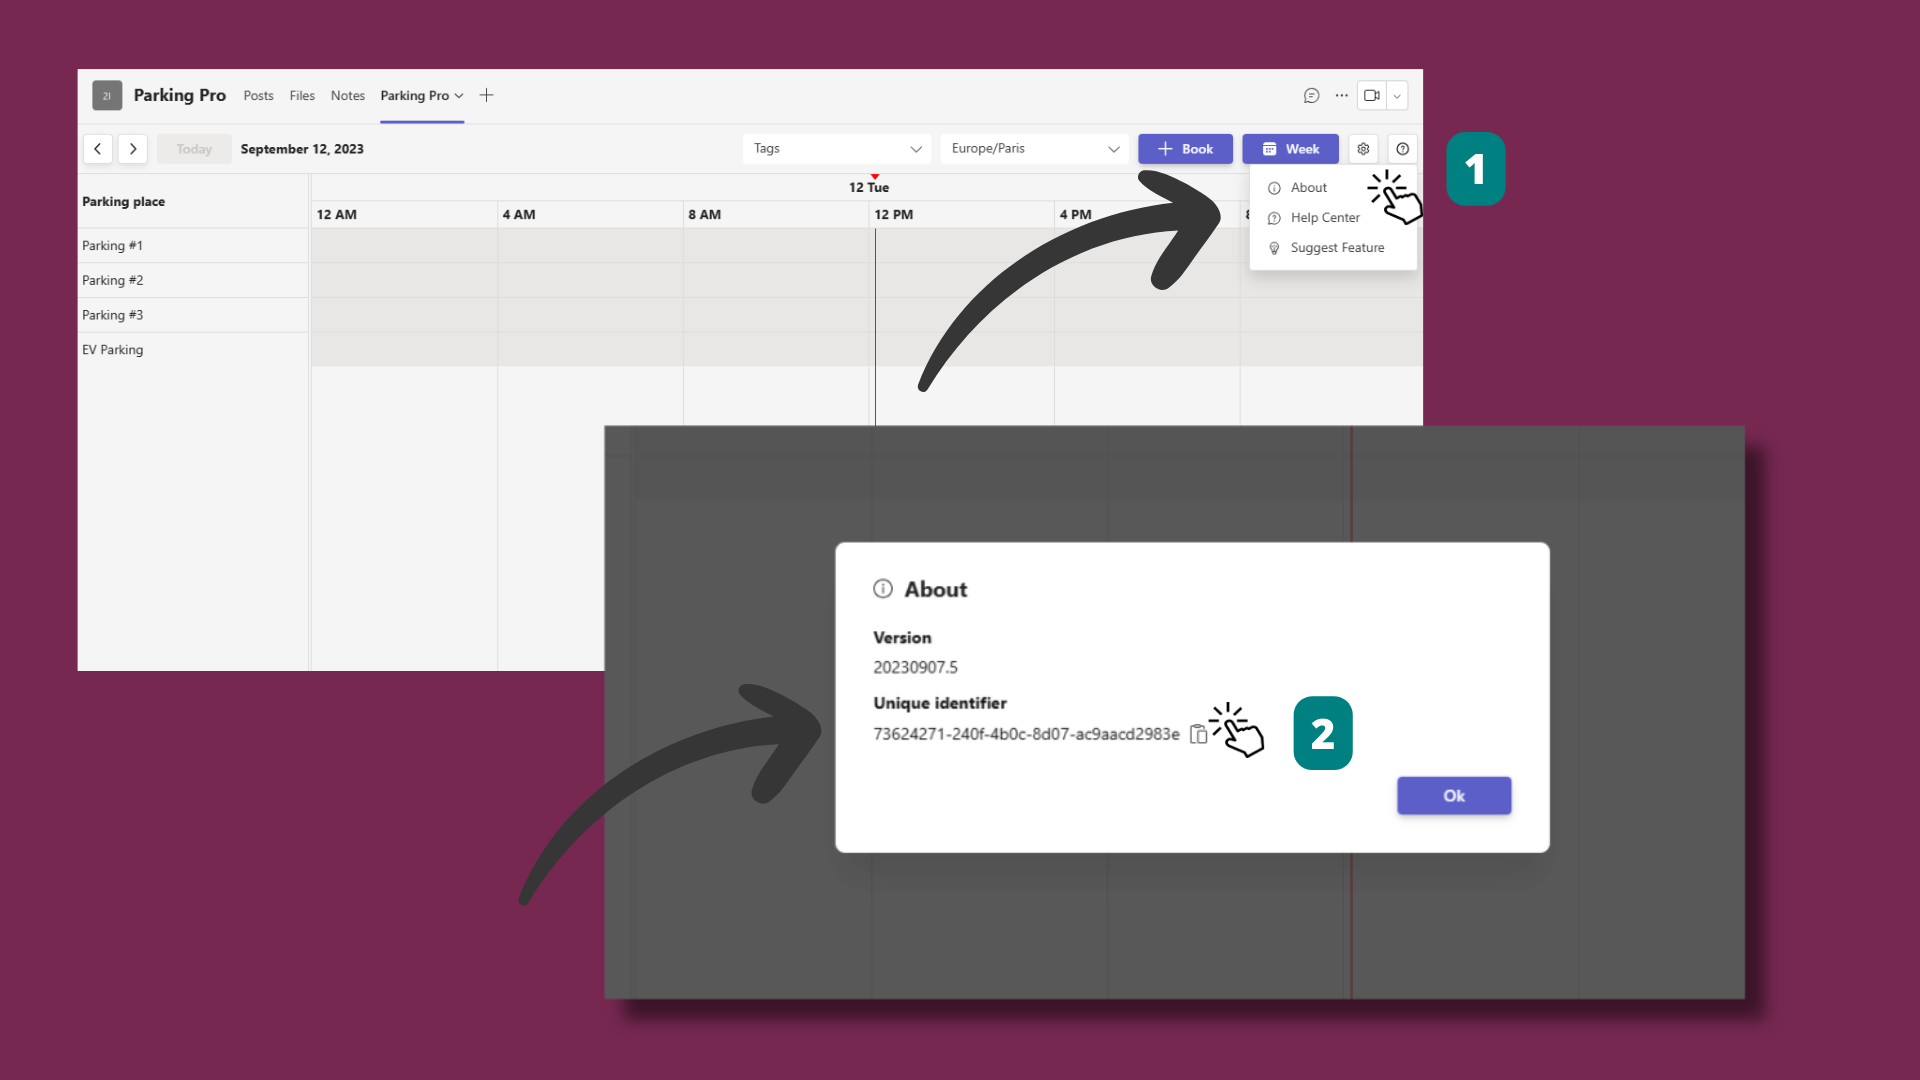 21 Parking Pro Posts Files Notes Parking Pro
Today September 12, 2023 Tags Europe/Paris Book Week
1
Parking place
12 Tue
12 AM 4 AM 8 AM 12 PM 4 PM
About
Help Center
Suggest Feature
Parking #1
Parking #2
Parking #3
EV Parking
About
Version
20230907.5
Unique identifier
73624271-240f-4b0c-8d07-ac9aacd2983e
2
Ok